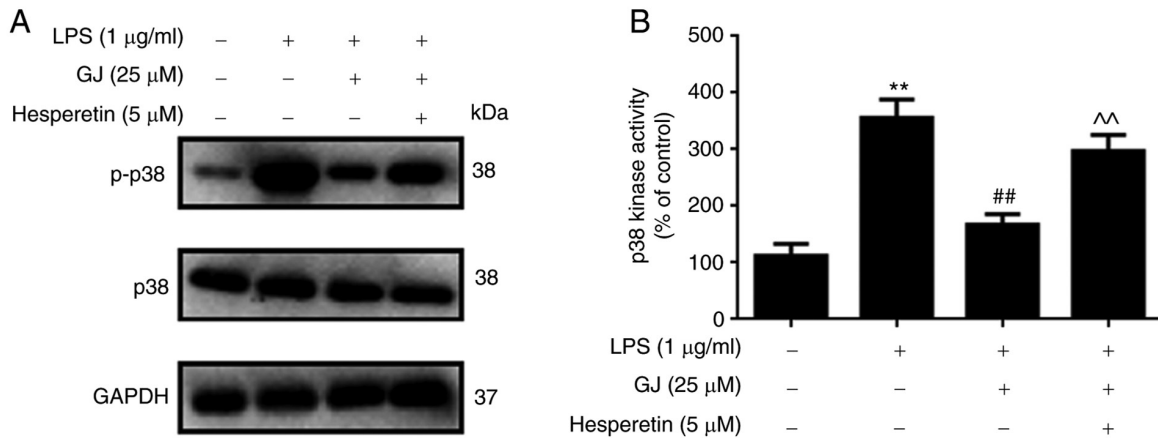 A
LPS (1 μg/ml) – + + +
GJ (25 μM) – – + +
Hesperetin (5 μM) – – – +
kDa
p-p38 38
p38 38
GAPDH 37
B
p38 kinase activity
(% of control)
500
400
300
200
100
0
**
##
^^
LPS (1 μg/ml) – + + +
GJ (25 μM) – – + +
Hesperetin (5 μM) – – – +